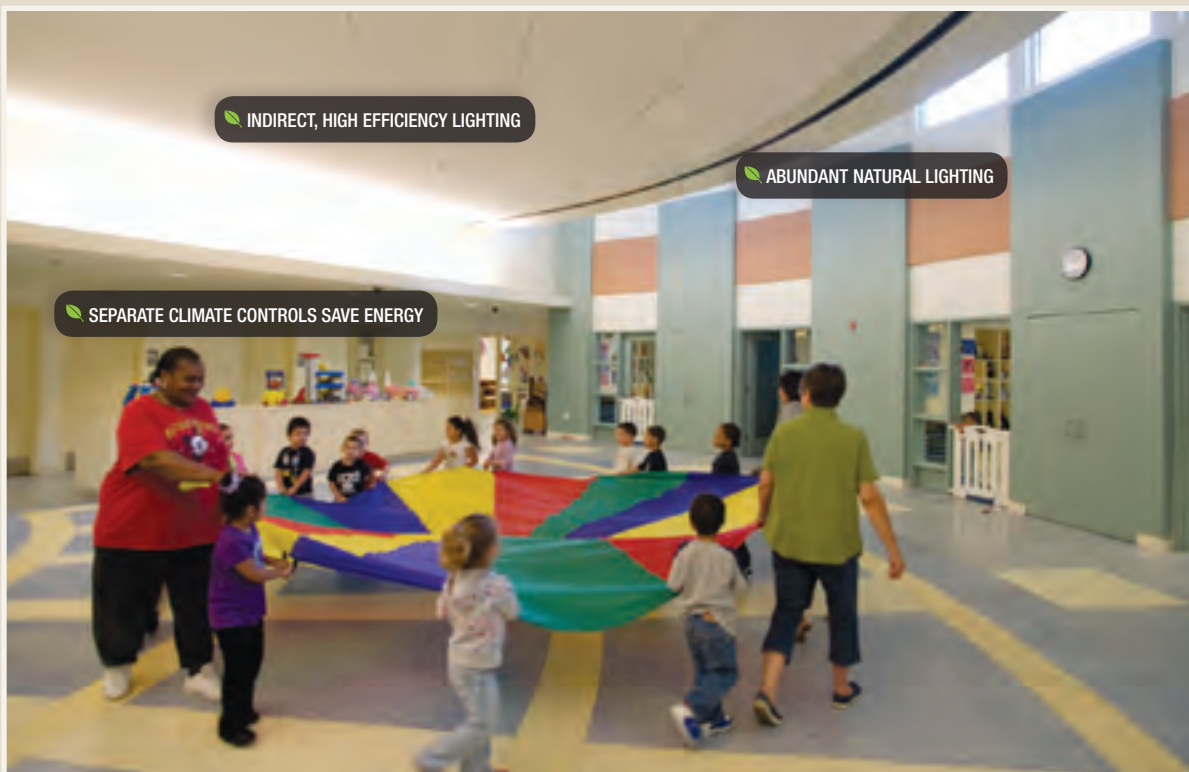 INDIRECT, HIGH EFFICIENCY LIGHTING
ABUNDANT NATURAL LIGHTING
SEPARATE CLIMATE CONTROLS SAVE ENERGY